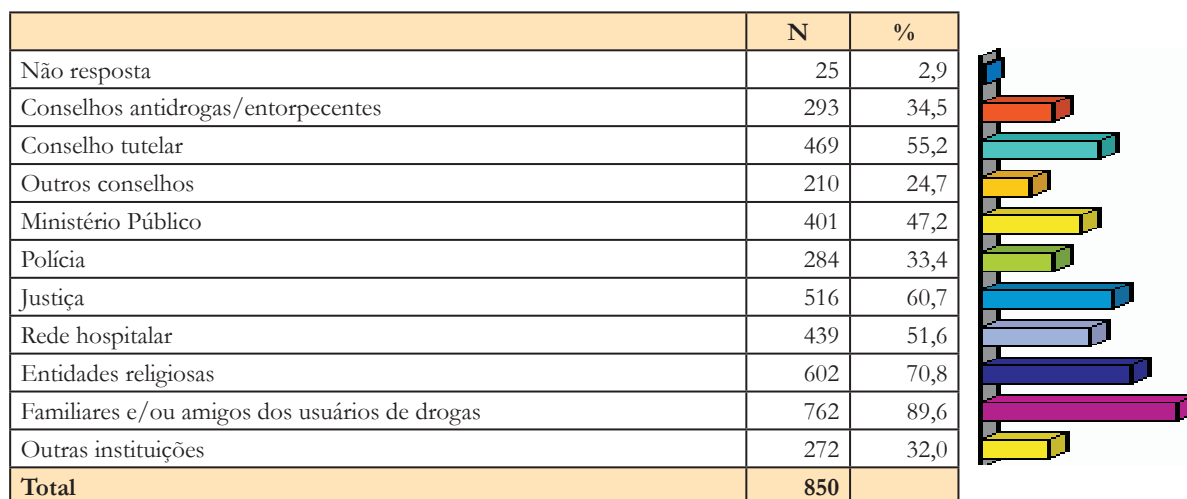 N %
Não resposta 25 2,9
Conselhos antidrogas/entorpecentes 293 34,5
Conselho tutelar 469 55,2
Outros conselhos 210 24,7
Ministério Público 401 47,2
Polícia 284 33,4
Justiça 516 60,7
Rede hospitalar 439 51,6
Entidades religiosas 602 70,8
Familiares e/ou amigos dos usuários de drogas 762 89,6
Outras instituições 272 32,0
Total 850